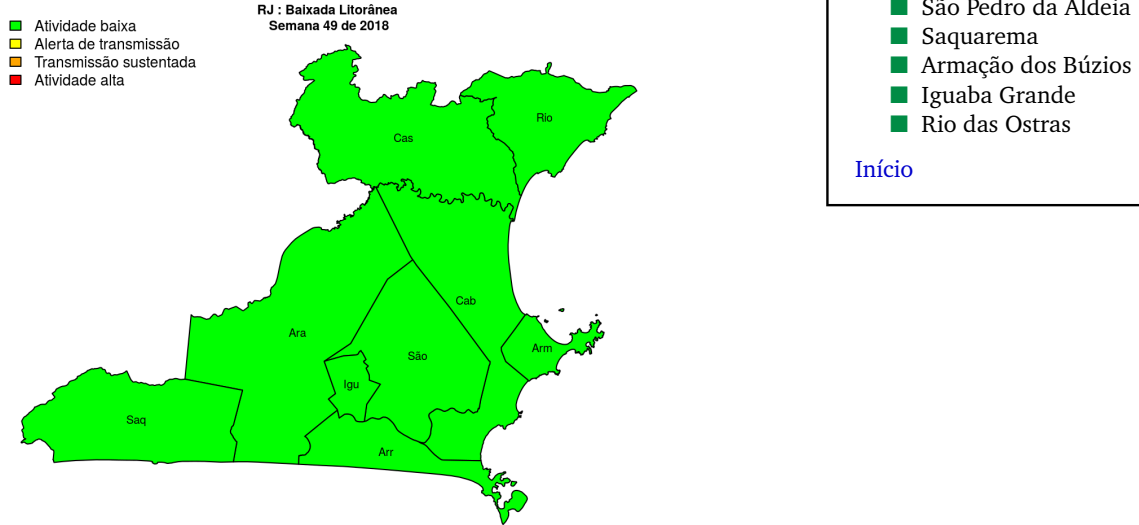 RJ : Baixada Litorânea
Semana 49 de 2018
Atividade baixa
Alerta de transmissão
Transmissão sustentada
Atividade alta
Rio
Cas
Cab
Ara
Arm
São
Igu
Saq
Arr
São Pedro da Aldeia
Saquarema
Armação dos Búzios
Iguaba Grande
Rio das Ostras
Início